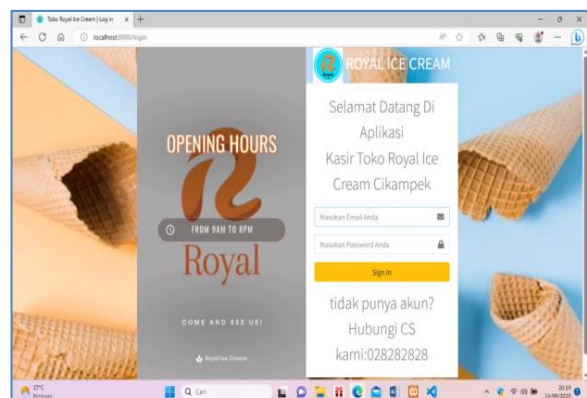 Toko Royal Ice Cream | Log in
localhost:8000/login
ROYAL ICE CREAM
OPENING HOURS
FROM 9AM TO 8PM
Royal
COME AND SEE US!
Royal Ice Cream
Selamat Datang Di
Aplikasi
Kasir Toko Royal Ice
Cream Cikampek
Masukan Email Anda
Masukan Password Anda
Sign In
tidak punya akun?
Hubungi CS
kami:028282828
27°C
Cari
20:19